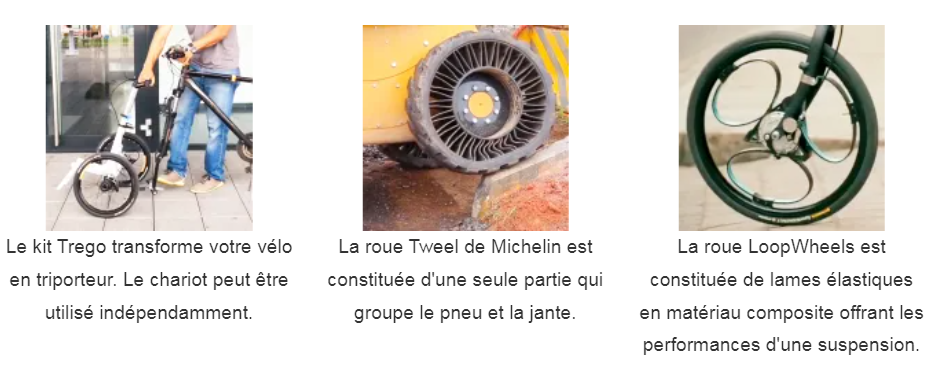 Le kit Trego transforme votre vélo
en triporteur. Le chariot peut être
utilisé indépendamment.
La roue Tweel de Michelin est
constituée d'une seule partie qui
groupe le pneu et la jante.
La roue LoopWheels est
constituée de lames élastiques
en matériau composite offrant les
performances d'une suspension.